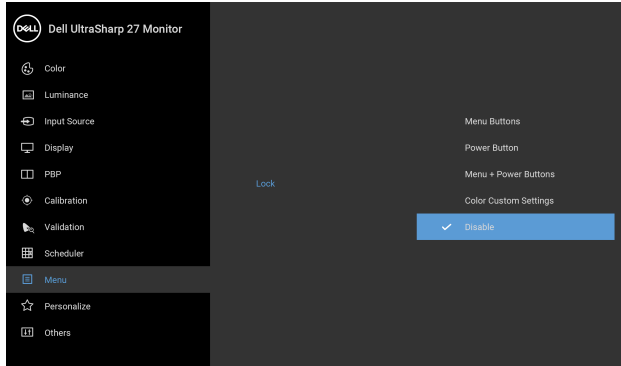 DELL Dell UltraSharp 27 Monitor
Color
Luminance
Input Source
Display
PBP
Calibration
Validation
Scheduler
Menu
Personalize
Others
Lock
Menu Buttons
Power Button
Menu + Power Buttons
Color Custom Settings
Disable